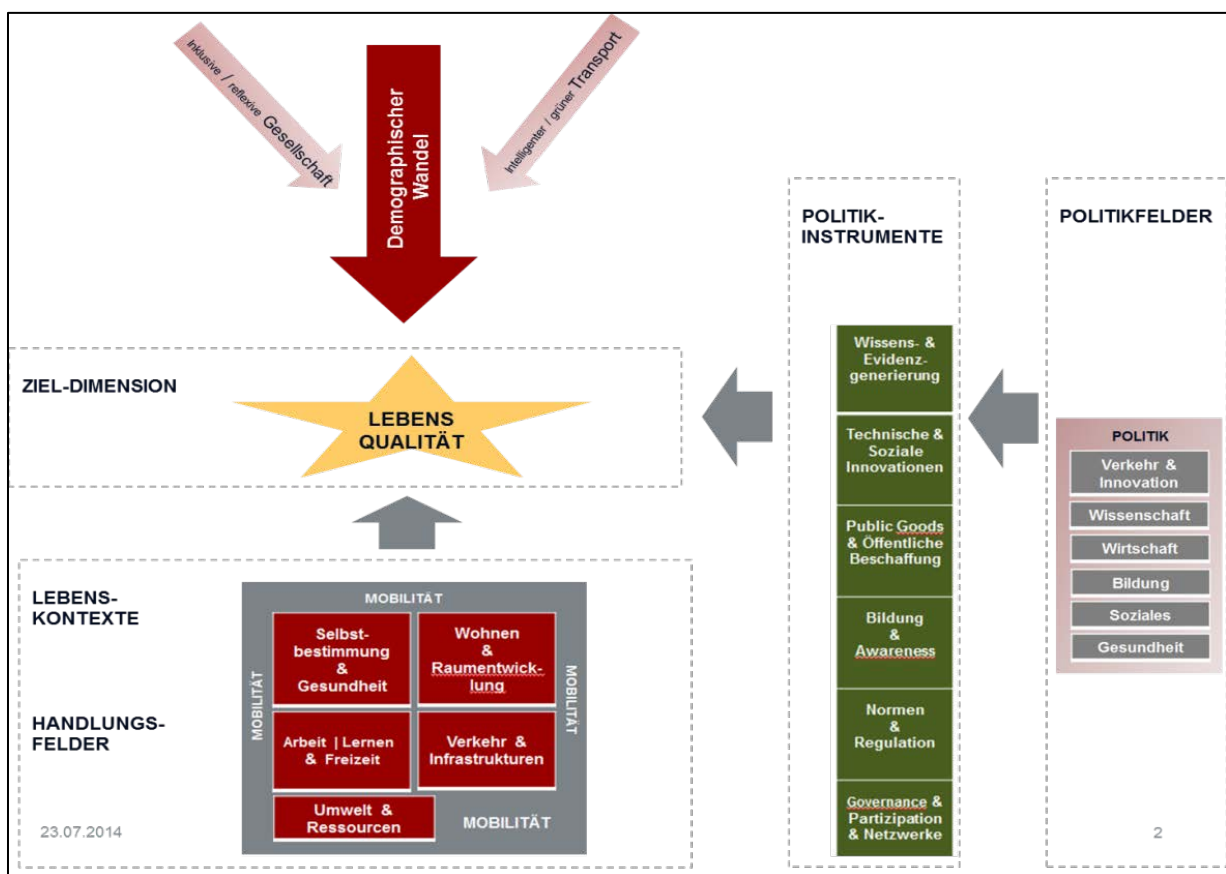 Inklusive / reflexive Gesellschaft
Demographischer
Wandel
Intelligenter / grüner Transport
ZIEL-DIMENSION
LEBENS
QUALITÄT
LEBENS-
KONTEXTE
HANDLUNGS-
FELDER
MOBILITÄT
MOBILITÄT
Selbst-
bestimmung
&
Gesundheit
Wohnen
&
Raumentwick-
lung
MOBILITÄT
Arbeit | Lernen
& Freizeit
Verkehr &
Infrastrukturen
Umwelt &
Ressourcen
MOBILITÄT
23.07.2014
POLITIK-
INSTRUMENTE
Wissens- &
Evidenz-
generierung
Technische &
Soziale
Innovationen
Public Goods
& Öffentliche
Beschaffung
Bildung
&
Awareness
Normen
&
Regulation
Governance &
Partizipation
& Netzwerke
POLITIKFELDER
POLITIK
Verkehr &
Innovation
Wissenschaft
Wirtschaft
Bildung
Soziales
Gesundheit
2